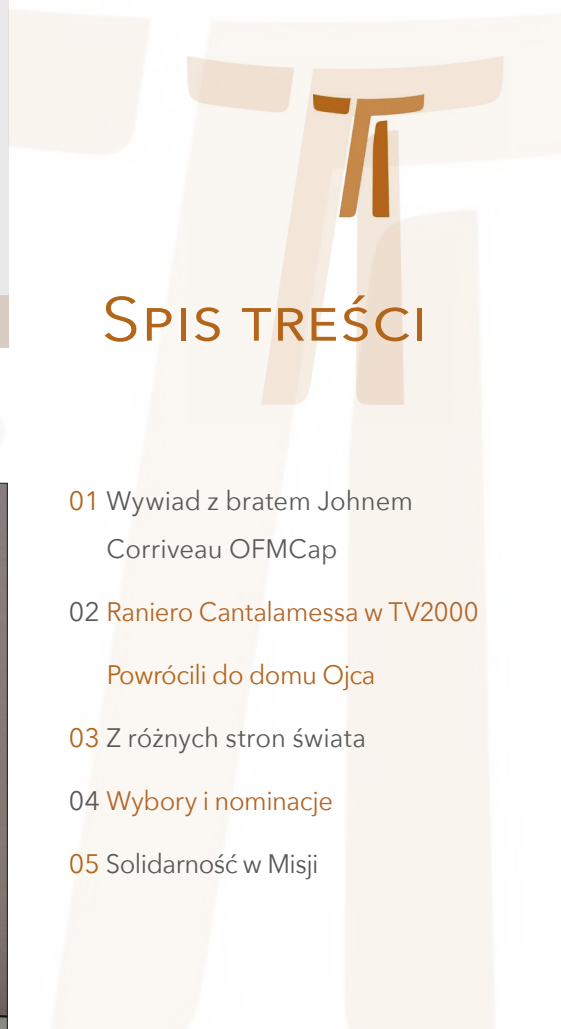 Spis treści
01 Wywiad z bratem Johnem
Corriveau OFMCap
02 Raniero Cantalamessa w TV2000
Powrócili do domu Ojca
03 Z różnych stron świata
04 Wybory i nominacje
05 Solidarność w Misji